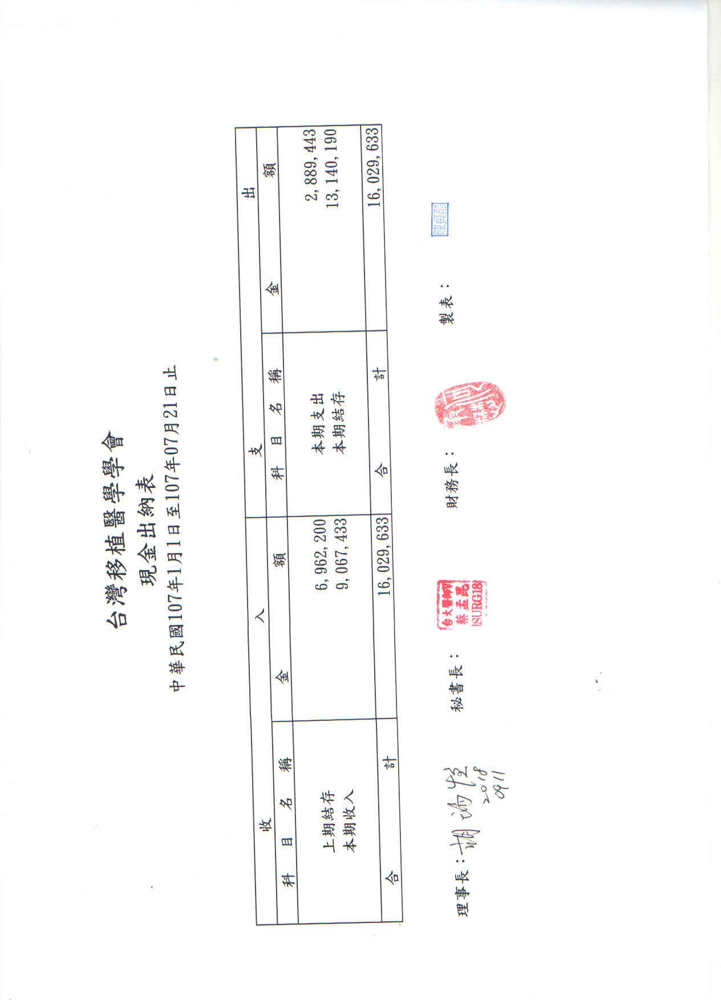 台灣移植醫學學會
現金出納表
中華民國107年1月1日至107年07月21日止
收 入 支 出
科 目 名 稱 金 額 科 目 名 稱 金 額
上期結存 6,962,200 本期支出 2,889,443
本期收入 9,067,433 本期結存 13,140,190
合 計 16,029,633 合 計 16,029,633
理事長： 秘書長： 財務長： 製表：
台大醫師
蔡孟昆
SURG18
陳貞融
2018
0911